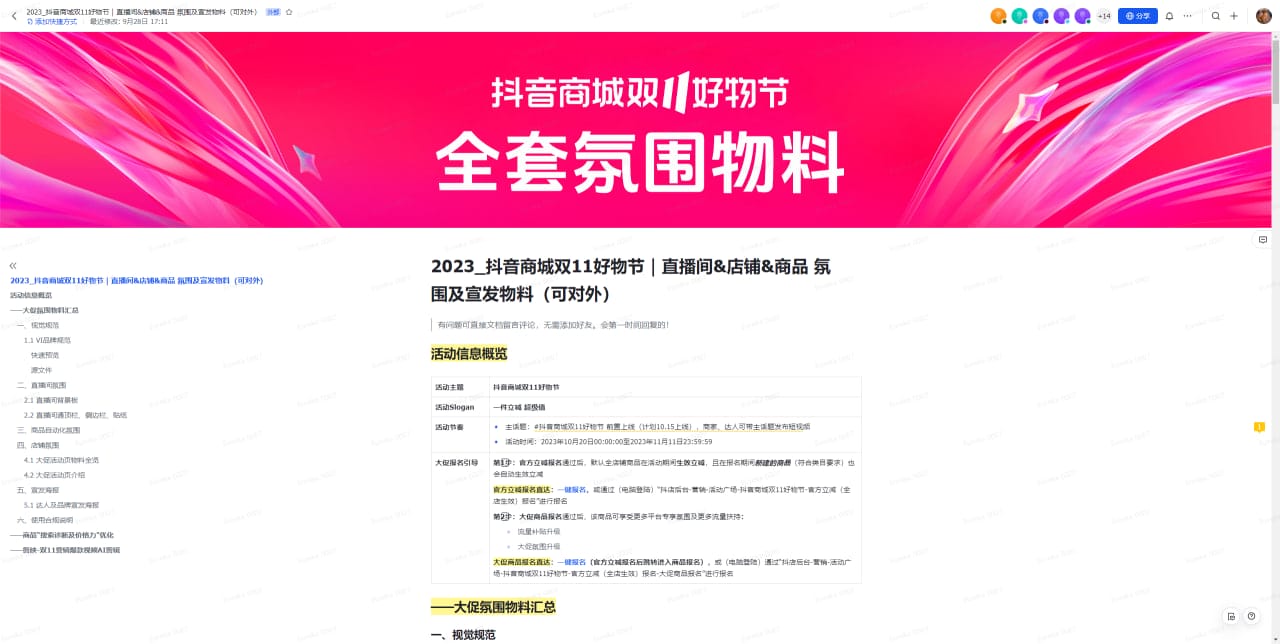 2023_抖音商城双11好物节｜直播间&店铺&商品 氛围及宣发物料（可对外） 外部
添加快捷方式 最近修改: 9月28日 17:11
+14 分享
抖音商城双11好物节
全套氛围物料
2023_抖音商城双11好物节｜直播间&店铺&商品 氛围及宣发物料（可对外）
活动信息概览
——大促氛围物料汇总
一、视觉规范
1.1 VI品牌规范
快速预览
源文件
二、直播间氛围
2.1 直播间背景板
2.2 直播间通顶栏、侧边栏、贴纸
三、商品自动化氛围
四、店铺氛围
4.1 大促活动页物料全览
4.2 大促活动页介绍
五、宣发海报
5.1 达人及品牌宣发海报
六、使用合规说明
——商品“搜索诊断及价格力”优化
——剪映-双11营销爆款视频AI剪辑
2023_抖音商城双11好物节｜直播间&店铺&商品 氛
围及宣发物料（可对外）
有问题可直接文档留言评论，无需添加好友。会第一时间回复的！
活动信息概览
活动主题 抖音商城双11好物节
活动Slogan 一件立减 超级值
活动节奏
主话题：#抖音商城双11好物节 前置上线（计划10.15上线），商家、达人可带主话题发布短视频
活动时间：2023年10月20日00:00:00至2023年11月11日23:59:59
大促报名引导
第1步：官方立减报名通过后，默认全店铺商品在活动期间生效立减，且在报名期间新建的商品（符合类目要求）也
会自动生效立减
官方立减报名直达：一键报名，或通过（电脑登陆）“抖店后台-营销-活动广场-抖音商城双11好物节-官方立减（全
店生效）报名”进行报名
第2步：大促商品报名通过后，该商品可享受更多平台专享氛围及更多流量扶持：
流量补贴升级
大促氛围升级
大促商品报名直达：一键报名（官方立减报名后跳转进入商品报名），或（电脑登陆）通过“抖店后台-营销-活动广
场-抖音商城双11好物节-官方立减（全店生效）报名-大促商品报名”进行报名
——大促氛围物料汇总
一、视觉规范